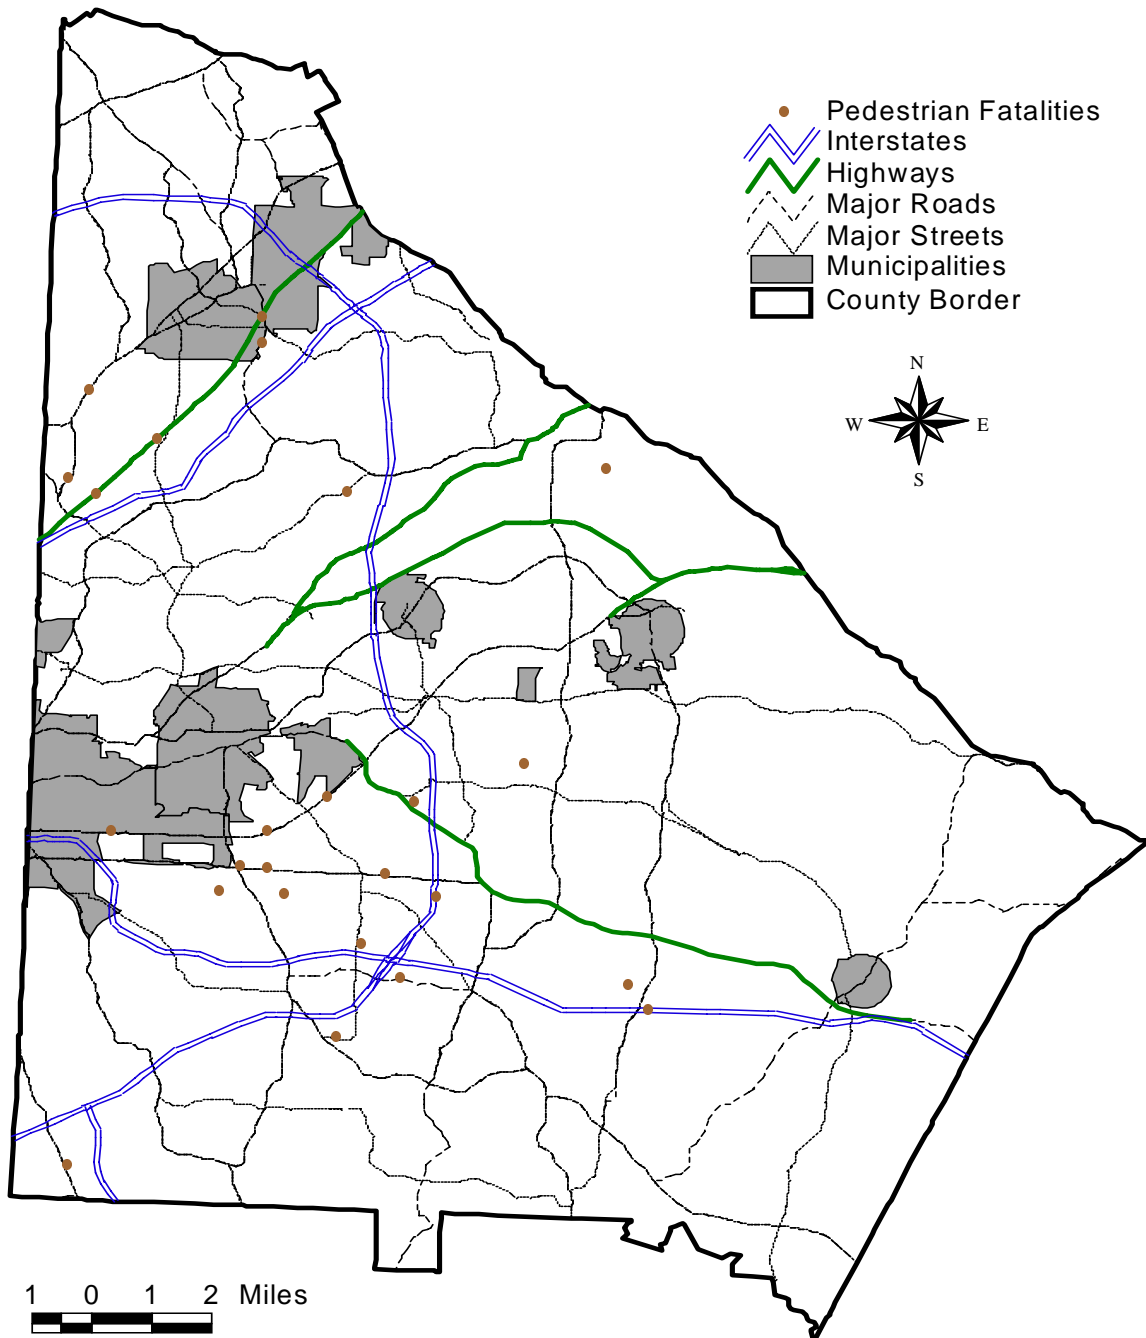 Pedestrian Fatalities
Interstates
Highways
Major Roads
Major Streets
Municipalities
County Border
N
W E
S
1 0 1 2 Miles